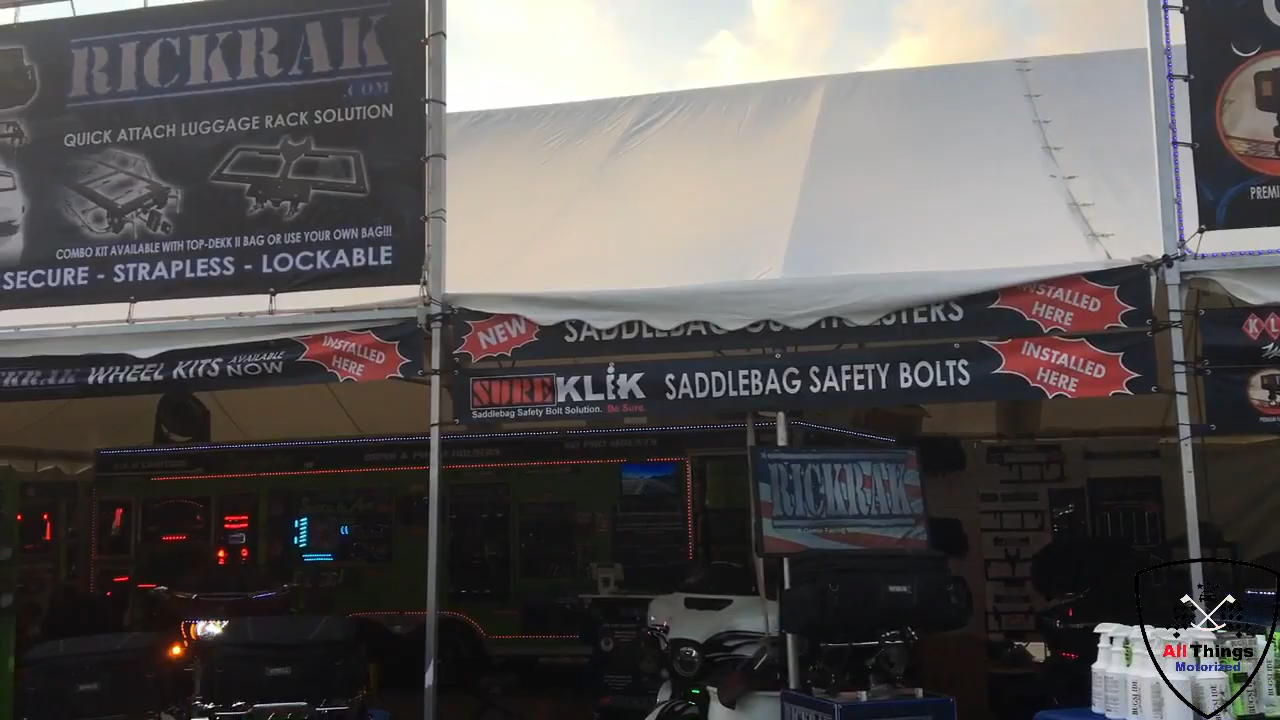 RICKRAK
.COM
QUICK ATTACH LUGGAGE RACK SOLUTION
COMBO KIT AVAILABLE WITH TOP-DEKK II BAG OR USE YOUR OWN BAG!!!
SECURE - STRAPLESS - LOCKABLE
WHEEL KITS AVAILABLE NOW
INSTALLED HERE
NEW
INSTALLED HERE
SUREKLIK
Saddlebag Safety Bolt Solution. Be Sure.
SADDLEBAG SAFETY BOLTS
INSTALLED HERE
RICKRAK
All Things
Motorized
BUGSLIDE